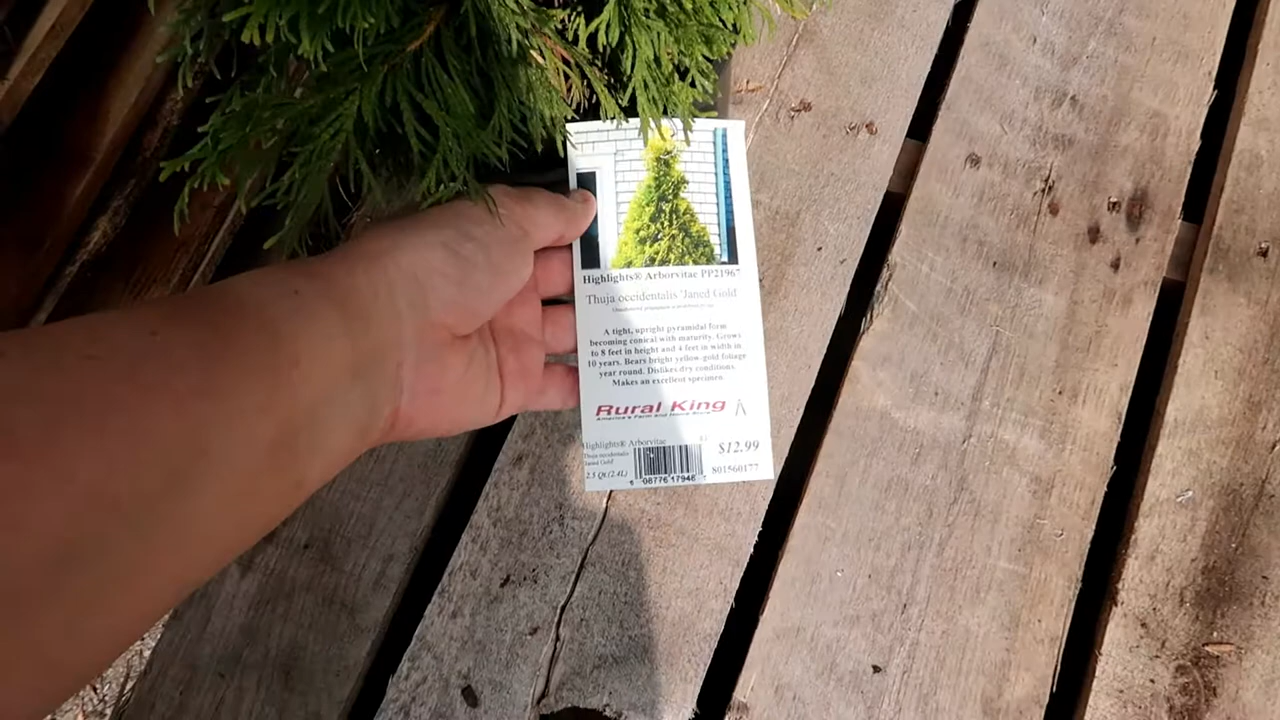 Highlights® Arborvitae PP21967
Thuja occidentalis 'Janed Gold'
A tight, upright pyramidal form
becoming conical with maturity. Grows
to 8 feet in height and 4 feet in width in
10 years. Bears bright yellow-gold foliage
year round. Dislikes dry conditions.
Makes an excellent specimen.
Rural King
America's Farm and Home Store
Highlights® Arborvitae
Thuja occidentalis
'Janed Gold'
$12.99
2.5 Qt (2.4L)
08776 17948
801560177